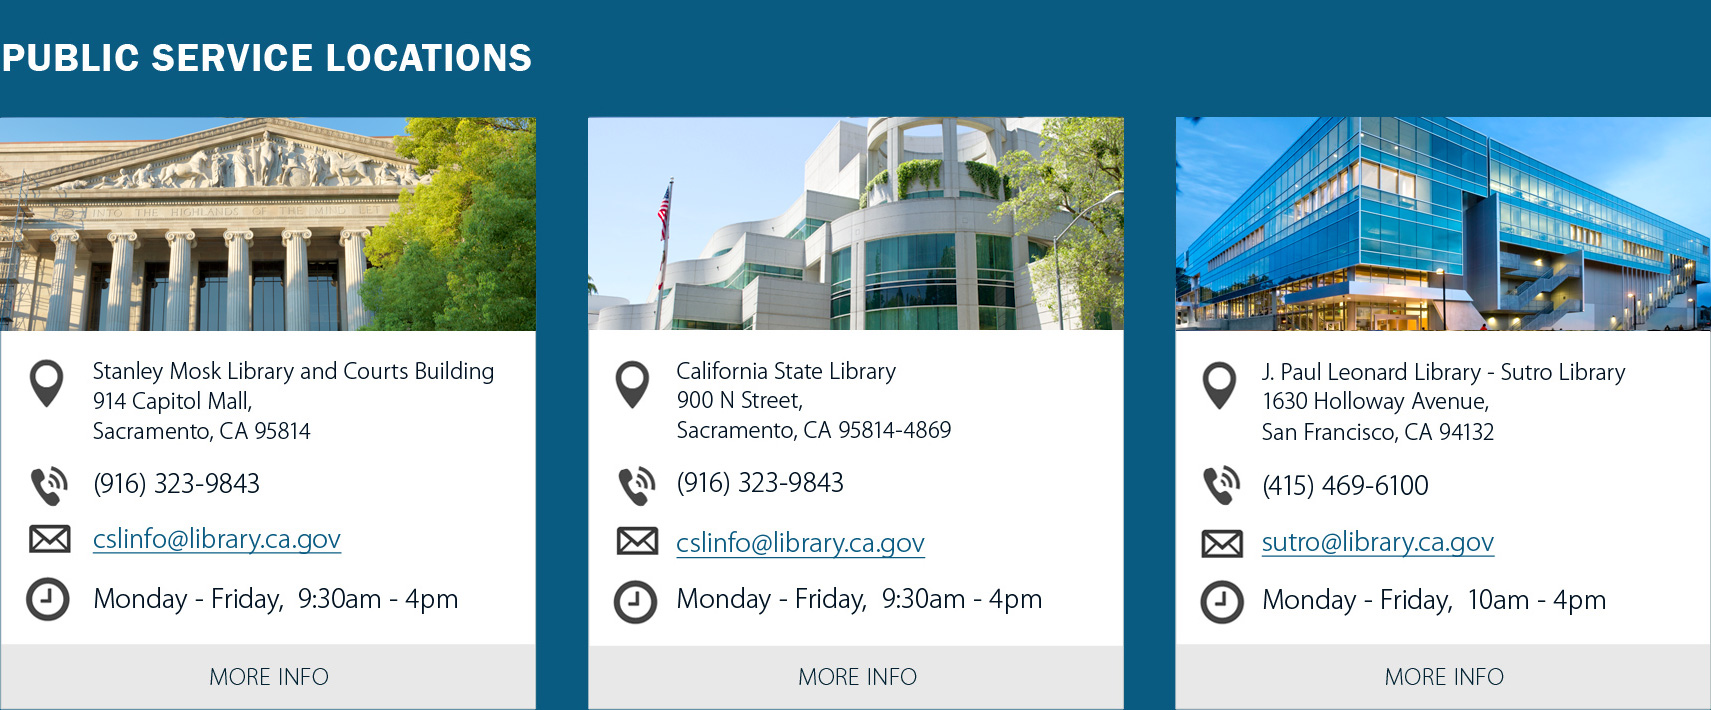 PUBLIC SERVICE LOCATIONS
INTO THE HIGHLANDS OF THE MIND LET
Stanley Mosk Library and Courts Building
914 Capitol Mall,
Sacramento, CA 95814
(916) 323-9843
cslinfo@library.ca.gov
Monday - Friday, 9:30am - 4pm
MORE INFO
California State Library
900 N Street,
Sacramento, CA 95814-4869
(916) 323-9843
cslinfo@library.ca.gov
Monday - Friday, 9:30am - 4pm
MORE INFO
J. Paul Leonard Library - Sutro Library
1630 Holloway Avenue,
San Francisco, CA 94132
(415) 469-6100
sutro@library.ca.gov
Monday - Friday, 10am - 4pm
MORE INFO